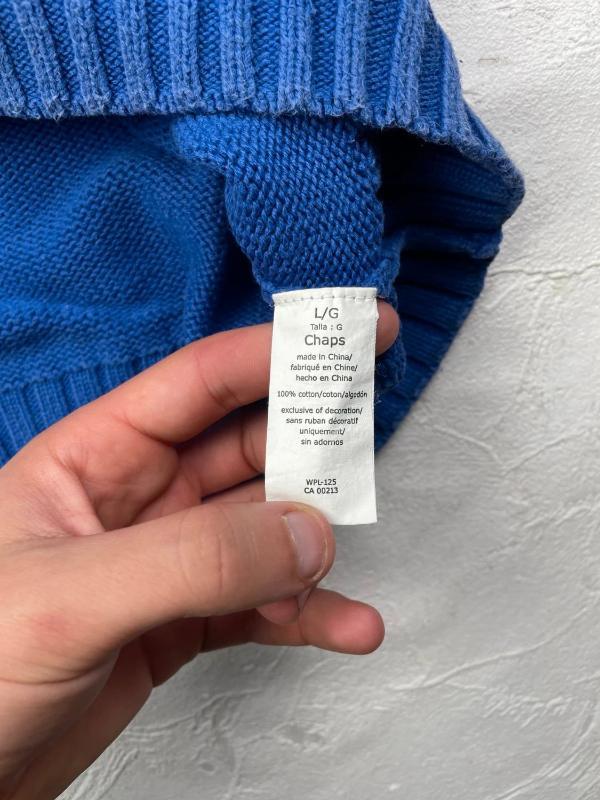 L/G
Talla : G
Chaps
made in China/
fabriqué en Chine/
hecho en China
100% cotton/coton/algodón
exclusive of decoration/
sans ruban décoratif
uniquement/
sin adornos
WPL-125
CA 00213